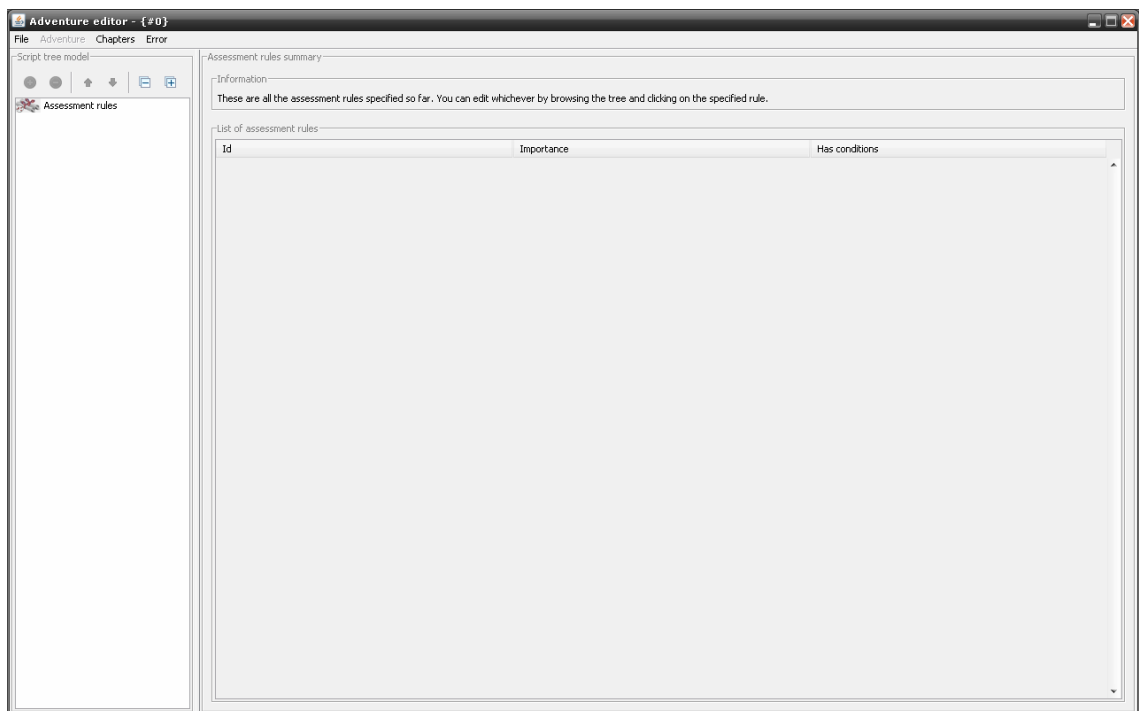 Adventure editor - {#0}
File Adventure Chapters Error
Script tree model
Assessment rules
Assessment rules summary
Information
These are all the assessment rules specified so far. You can edit whichever by browsing the tree and clicking on the specified rule.
List of assessment rules
Id Importance Has conditions